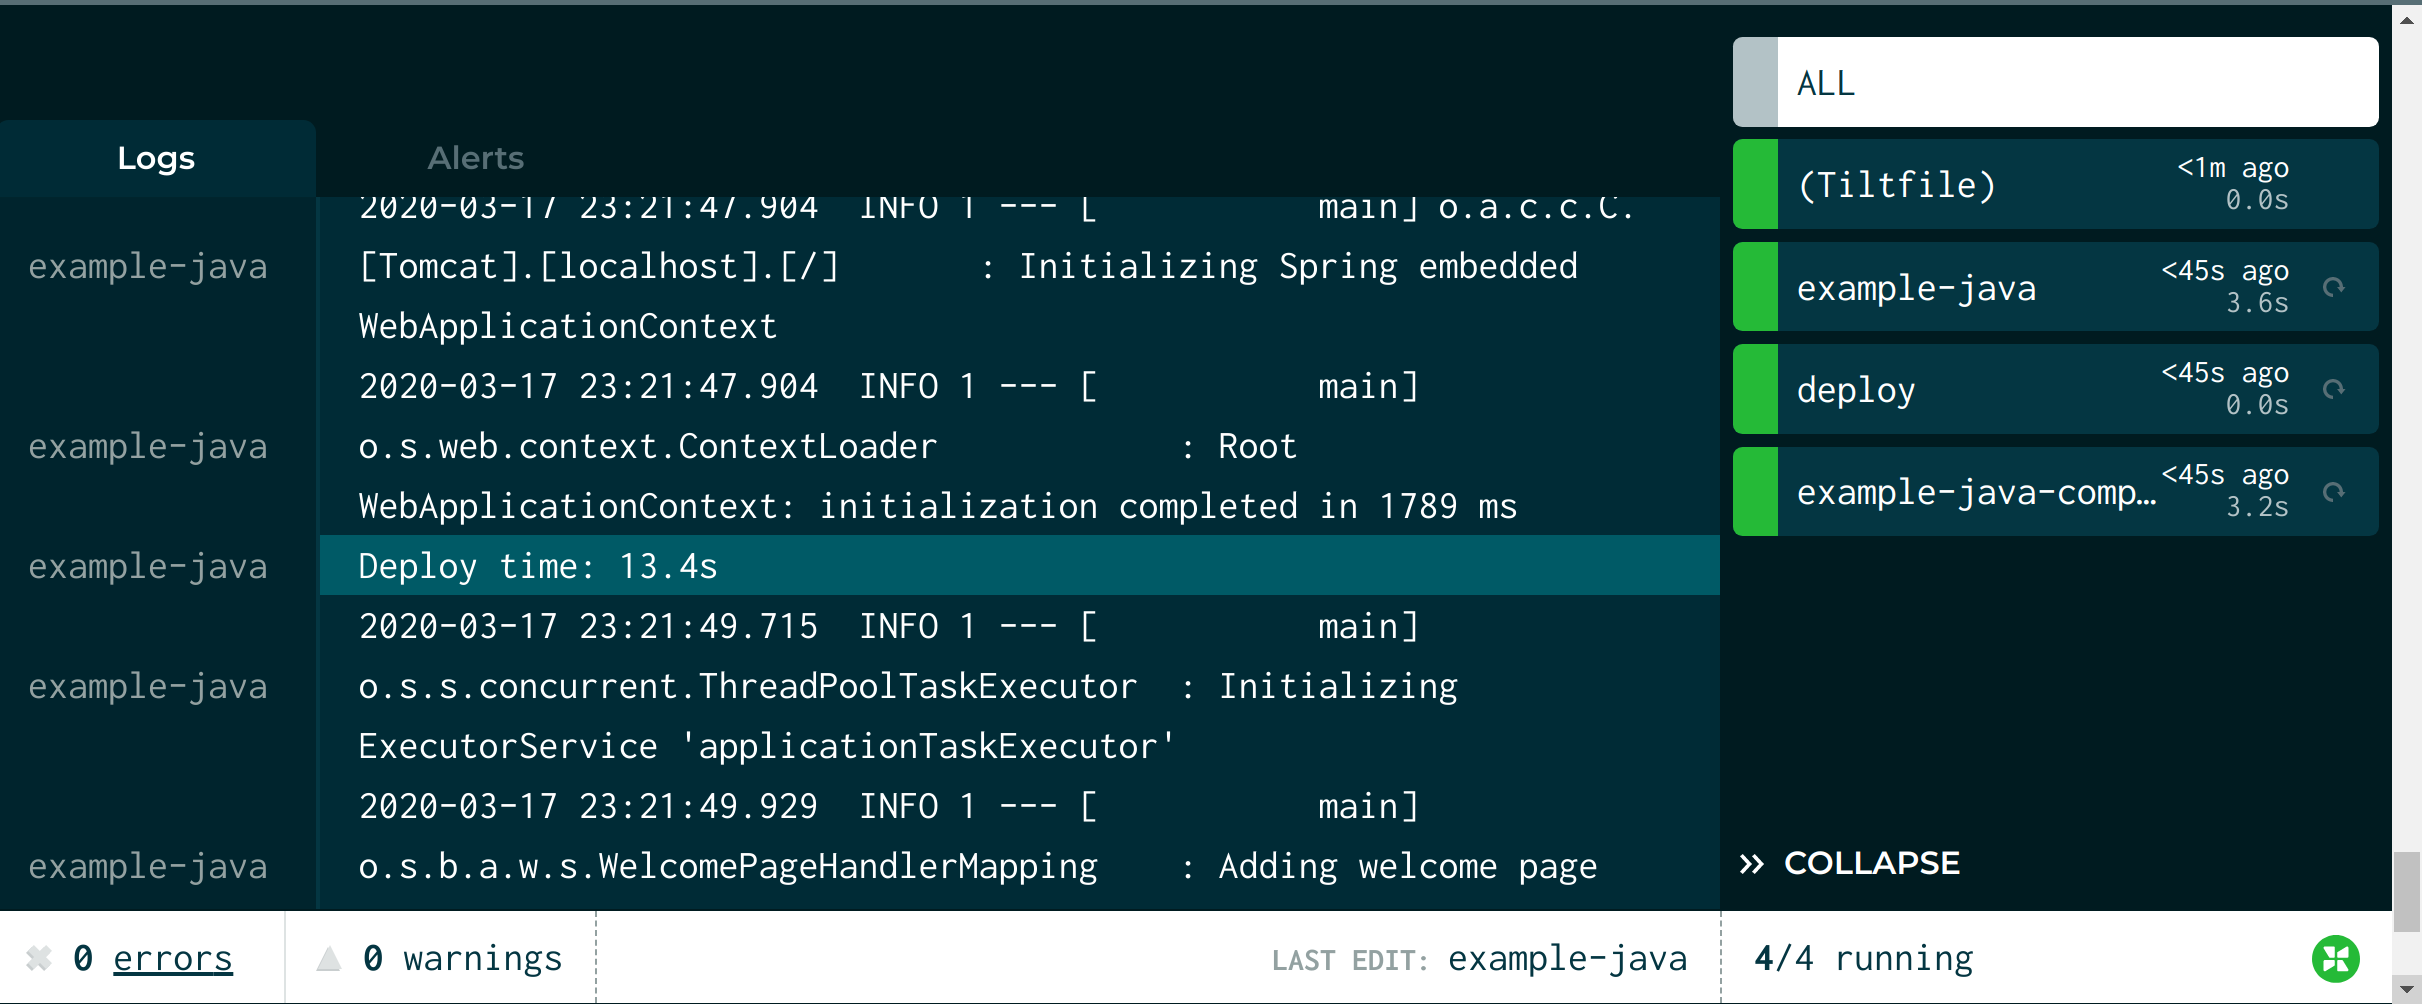 Logs
Alerts
2020-03-17 23:21:47.904  INFO 1 --- [           main] o.a.c.c.C.
example-java [Tomcat].[localhost].[/]       : Initializing Spring embedded
WebApplicationContext
2020-03-17 23:21:47.904  INFO 1 --- [           main]
example-java o.s.web.context.ContextLoader            : Root
WebApplicationContext: initialization completed in 1789 ms
example-java Deploy time: 13.4s
2020-03-17 23:21:49.715  INFO 1 --- [           main]
example-java o.s.s.concurrent.ThreadPoolTaskExecutor  : Initializing
ExecutorService 'applicationTaskExecutor'
2020-03-17 23:21:49.929  INFO 1 --- [           main]
example-java o.s.b.a.w.s.WelcomePageHandlerMapping    : Adding welcome page
ALL
(Tiltfile) <1m ago
0.0s
example-java <45s ago
3.6s
deploy <45s ago
0.0s
example-java-comp… <45s ago
3.2s
» COLLAPSE
0 errors
0 warnings
LAST EDIT: example-java
4/4 running